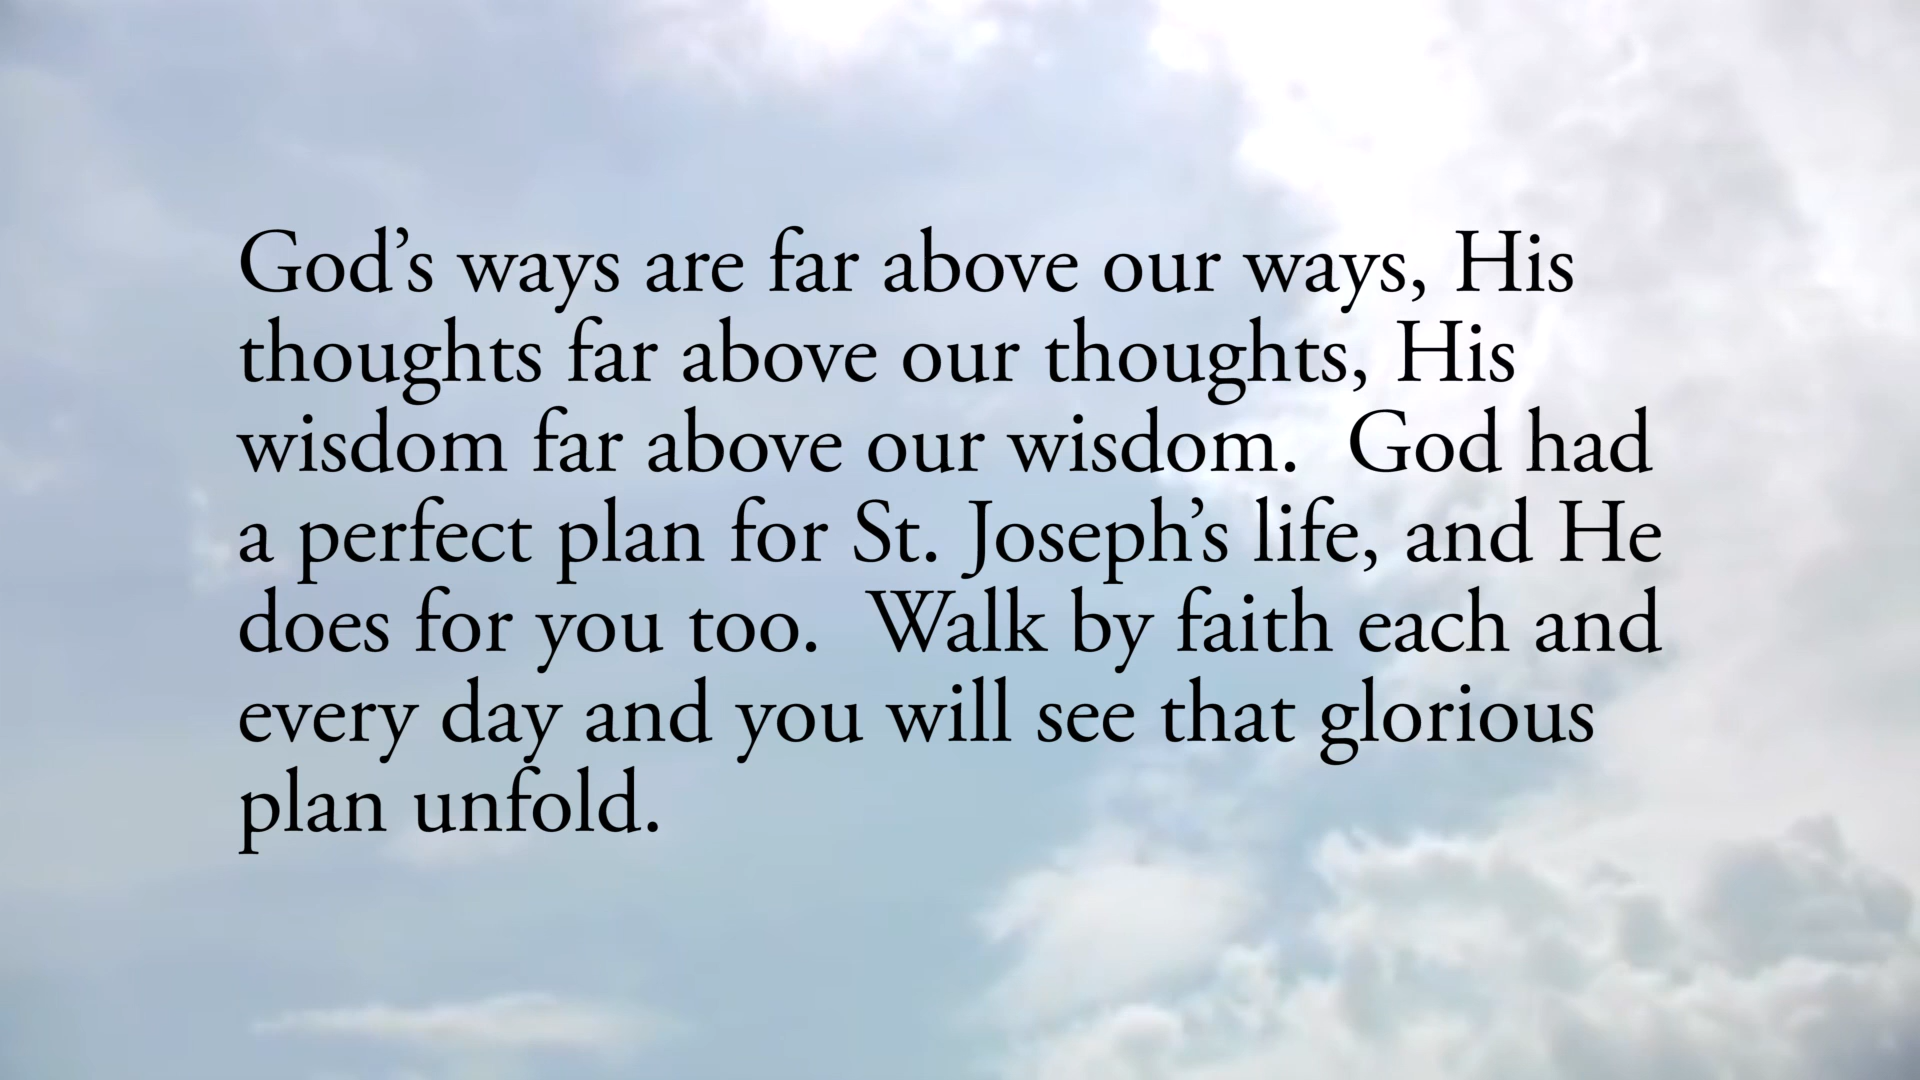 God’s ways are far above our ways, His
thoughts far above our thoughts, His
wisdom far above our wisdom.  God had
a perfect plan for St. Joseph’s life, and He
does for you too.  Walk by faith each and
every day and you will see that glorious
plan unfold.